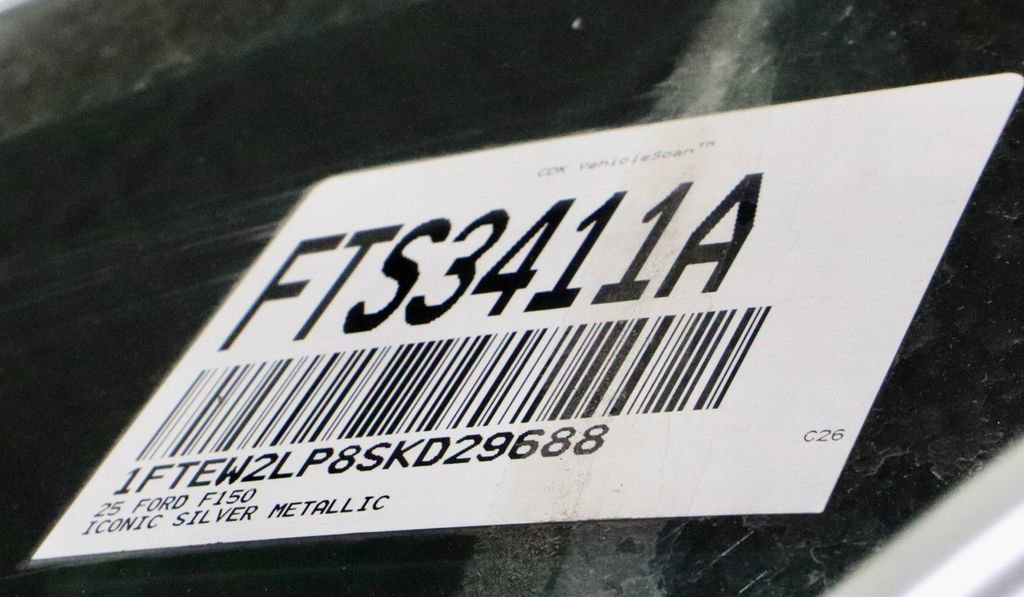 CDK VehicleScan™
FTS3411A
1FTEW2LP8SKD29688
25 FORD F150
ICONIC SILVER METALLIC
C26